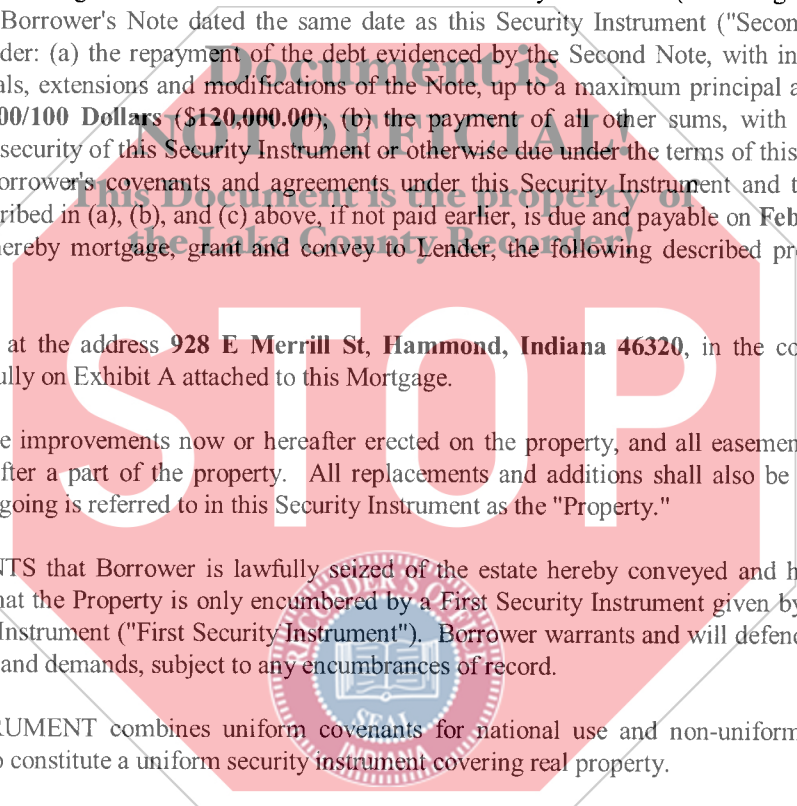 Borrower's Note dated the same date as this Security Instrument ("Secon
der: (a) the repayment of the debt evidenced by the Second Note, with in
als, extensions and modifications of the Note, up to a maximum principal a
00/100 Dollars ($120,000.00); (b) the payment of all other sums, with
security of this Security Instrument or otherwise due under the terms of this
orrower's covenants and agreements under this Security Instrument and t
ribed in (a), (b), and (c) above, if not paid earlier, is due and payable on Feb
hereby mortgage, grant and convey to Lender, the following described pr
at the address 928 E Merrill St, Hammond, Indiana 46320, in the co
ully on Exhibit A attached to this Mortgage.
e improvements now or hereafter erected on the property, and all easemen
fter a part of the property. All replacements and additions shall also be
going is referred to in this Security Instrument as the "Property."
NTS that Borrower is lawfully seized of the estate hereby conveyed and h
hat the Property is only encumbered by a First Security Instrument given by
Instrument ("First Security Instrument"). Borrower warrants and will defend
and demands, subject to any encumbrances of record.
RUMENT combines uniform covenants for national use and non-uniform
o constitute a uniform security instrument covering real property.
Document is
NOT OFFICIAL!
This Document is the property of
the Lake County Recorder!
STOP
RECORDER'S OFFICE
SEAL
INDIANA